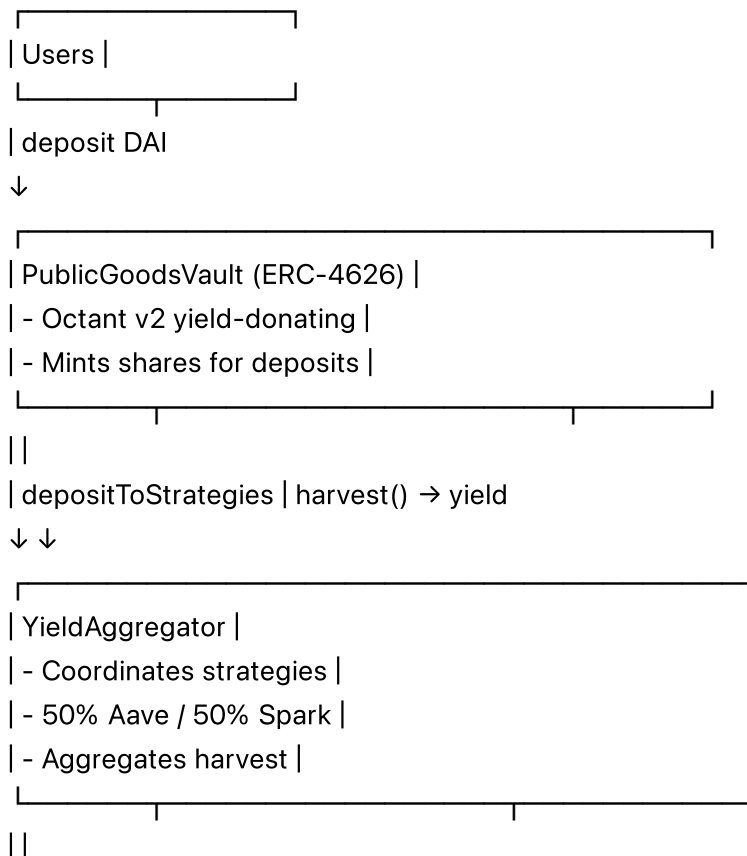 ┌──────────────┐
│ Users │
└──────┬───────┘
│ deposit DAI
↓
┌───────────────────────────────────┐
│ PublicGoodsVault (ERC-4626) │
│ - Octant v2 yield-donating │
│ - Mints shares for deposits │
└──────┬────────────────────┬───────┘
│ │
│ depositToStrategies │ harvest() → yield
↓ ↓
┌─────────────────────────────────────
│ YieldAggregator │
│ - Coordinates strategies │
│ - 50% Aave / 50% Spark │
│ - Aggregates harvest │
└──────┬─────────────────┬────────────
│ │